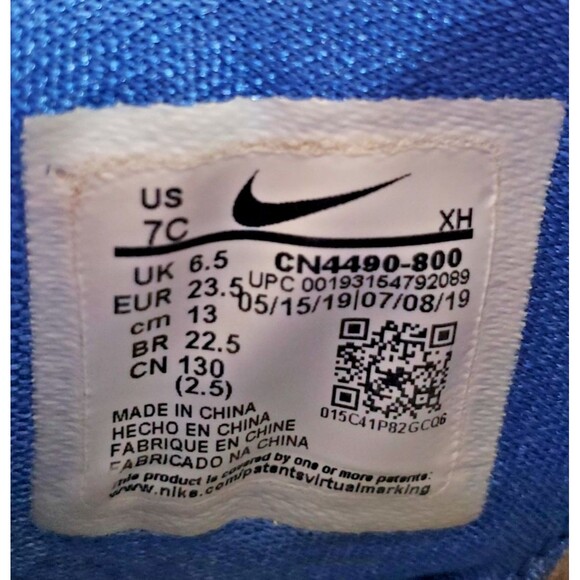 US
7C
XH
UK 6.5
EUR 23.5
cm 13
BR 22.5
CN 130
(2.5)
CN4490-800
UPC 00193154792089
05/15/19|07/08/19
015C41P82GC06
MADE IN CHINA
HECHO EN CHINA
FABRIQUE EN CHINE
FABRICADO NA CHINA
This product is covered by one or more patents:
www.nike.com/patentsvirtualmarking